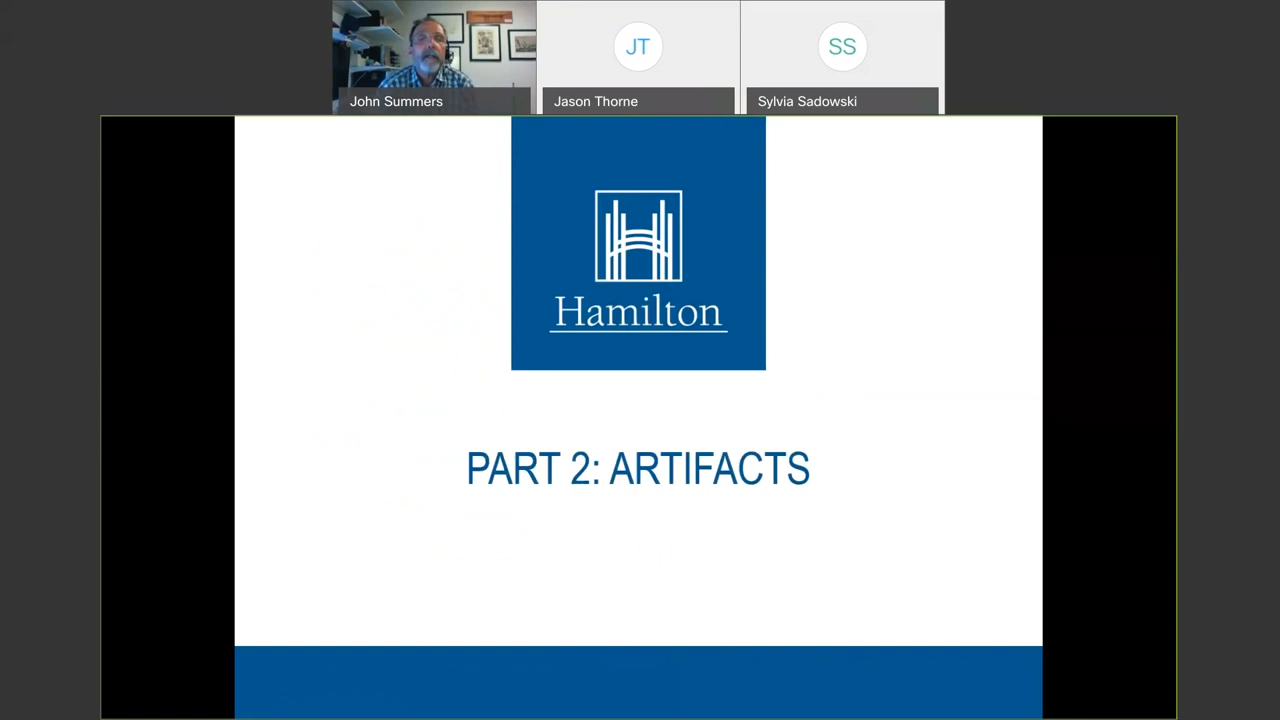 John Summers
JT
Jason Thorne
SS
Sylvia Sadowski
Hamilton
PART 2: ARTIFACTS